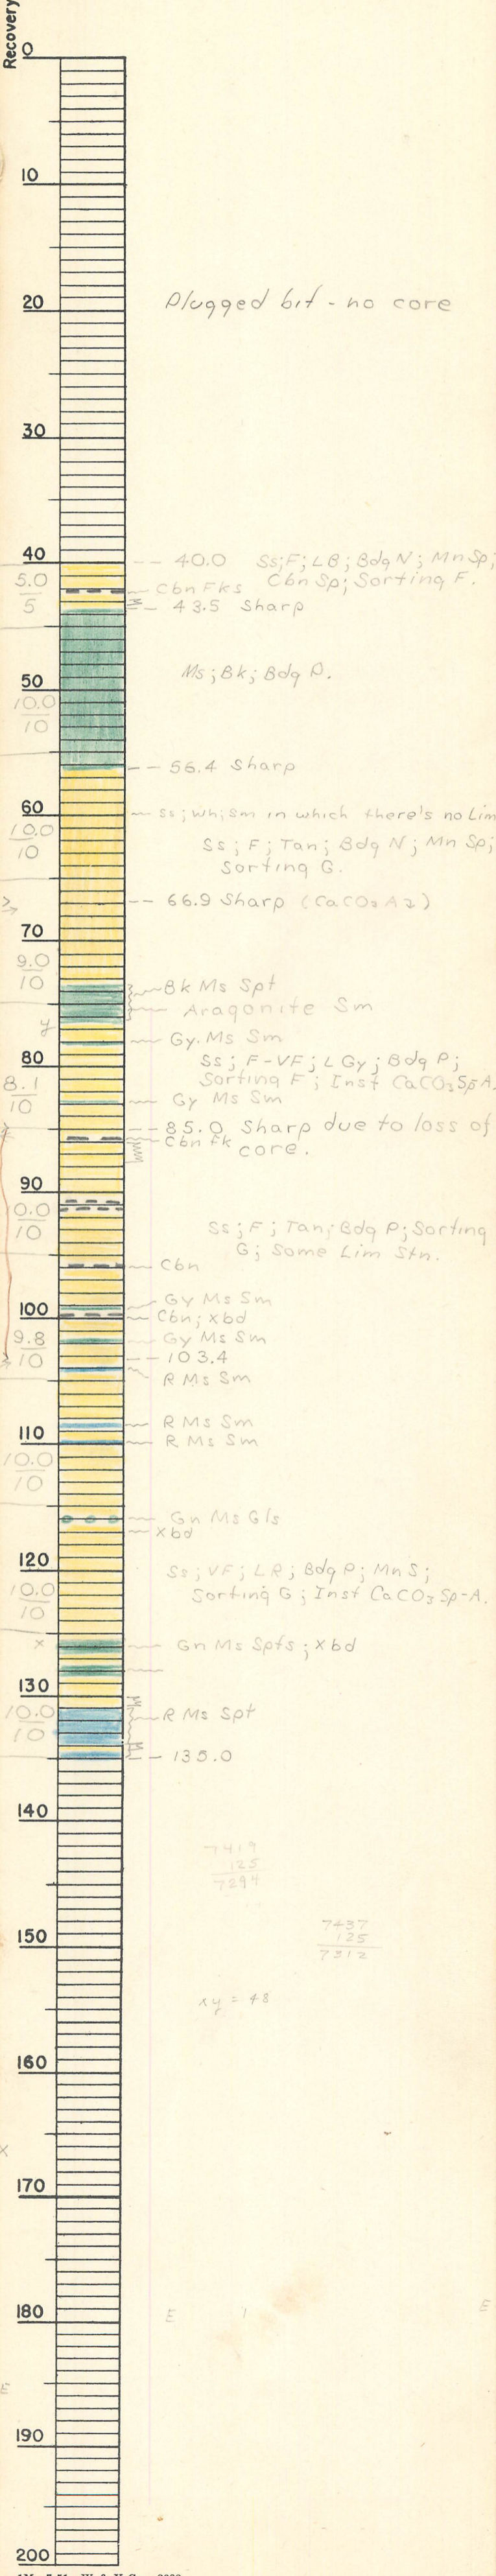 Recovery
0
10
20
Plugged bit - no core
30
40
40.0 Ss; F; LB; Bdg N; Mn Sp;
Cbn Sp; Sorting F.
5.0
5
Cbn Fks
43.5 Sharp
Ms; Bk; Bdg P.
50
10.0
10
56.4 Sharp
60
Ss; Wh; Sm in which there's no Lim
10.0
10
Ss; F; Tan; Bdg N; Mn Sp;
Sorting G.
66.9 Sharp (CaCO3 A2)
70
9.0
10
Bk Ms Spt
Aragonite Sm
y
Gy. Ms Sm
80
Ss; F-VF; L Gy; Bdg P;
Sorting F; Inst CaCO3 Sp A.
8.1
10
Gy Ms Sm
85.0 Sharp due to loss of
core.
Cbn fk
90
0.0
10
Ss; F; Tan; Bdg P; Sorting
G; Some Lim Stn.
Cbn
Gy Ms Sm
100
Cbn; xbd
9.8
10
Gy Ms Sm
103.4
R Ms Sm
R Ms Sm
110
R Ms Sm
10.0
10
Gn Ms Gls
xbd
120
Ss; VF; LR; Bdg P; Mn S;
Sorting G; Inst CaCO3 Sp-A.
10.0
10
x
Gn Ms Spts; xbd
130
10.0
10
R Ms Spt
135.0
140
7419
125
7294
7437
125
7312
150
xy = 48
160
x
170
180
E
E
E
190
200